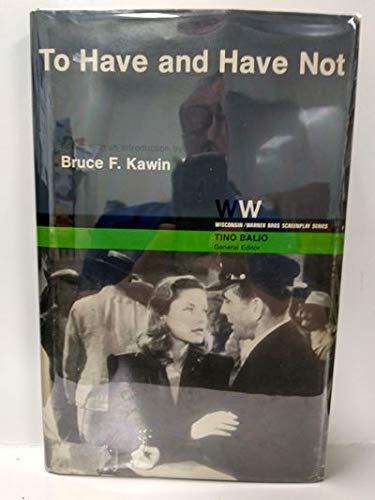 To Have and Have Not
an introduction by
Bruce F. Kawin
WW
WISCONSIN/WARNER BROS SCREENPLAY SERIES
TINO BALIO
General Editor